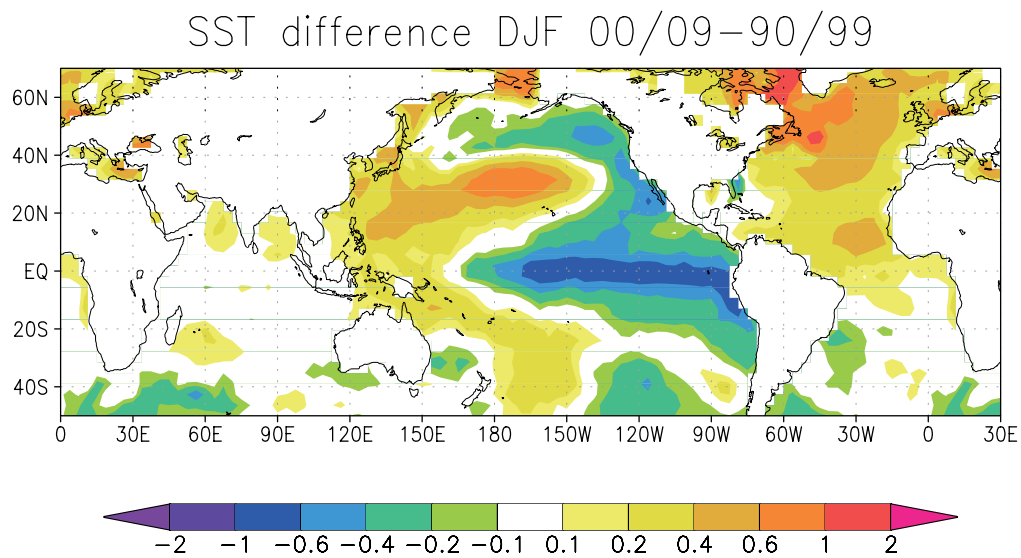 SST difference DJF 00/09−90/99
60N
40N
20N
EQ
20S
40S
0 30E 60E 90E 120E 150E 180 150W 120W 90W 60W 30W 0 30E
−2 −1 −0.6 −0.4 −0.2 −0.1 0.1 0.2 0.4 0.6 1 2